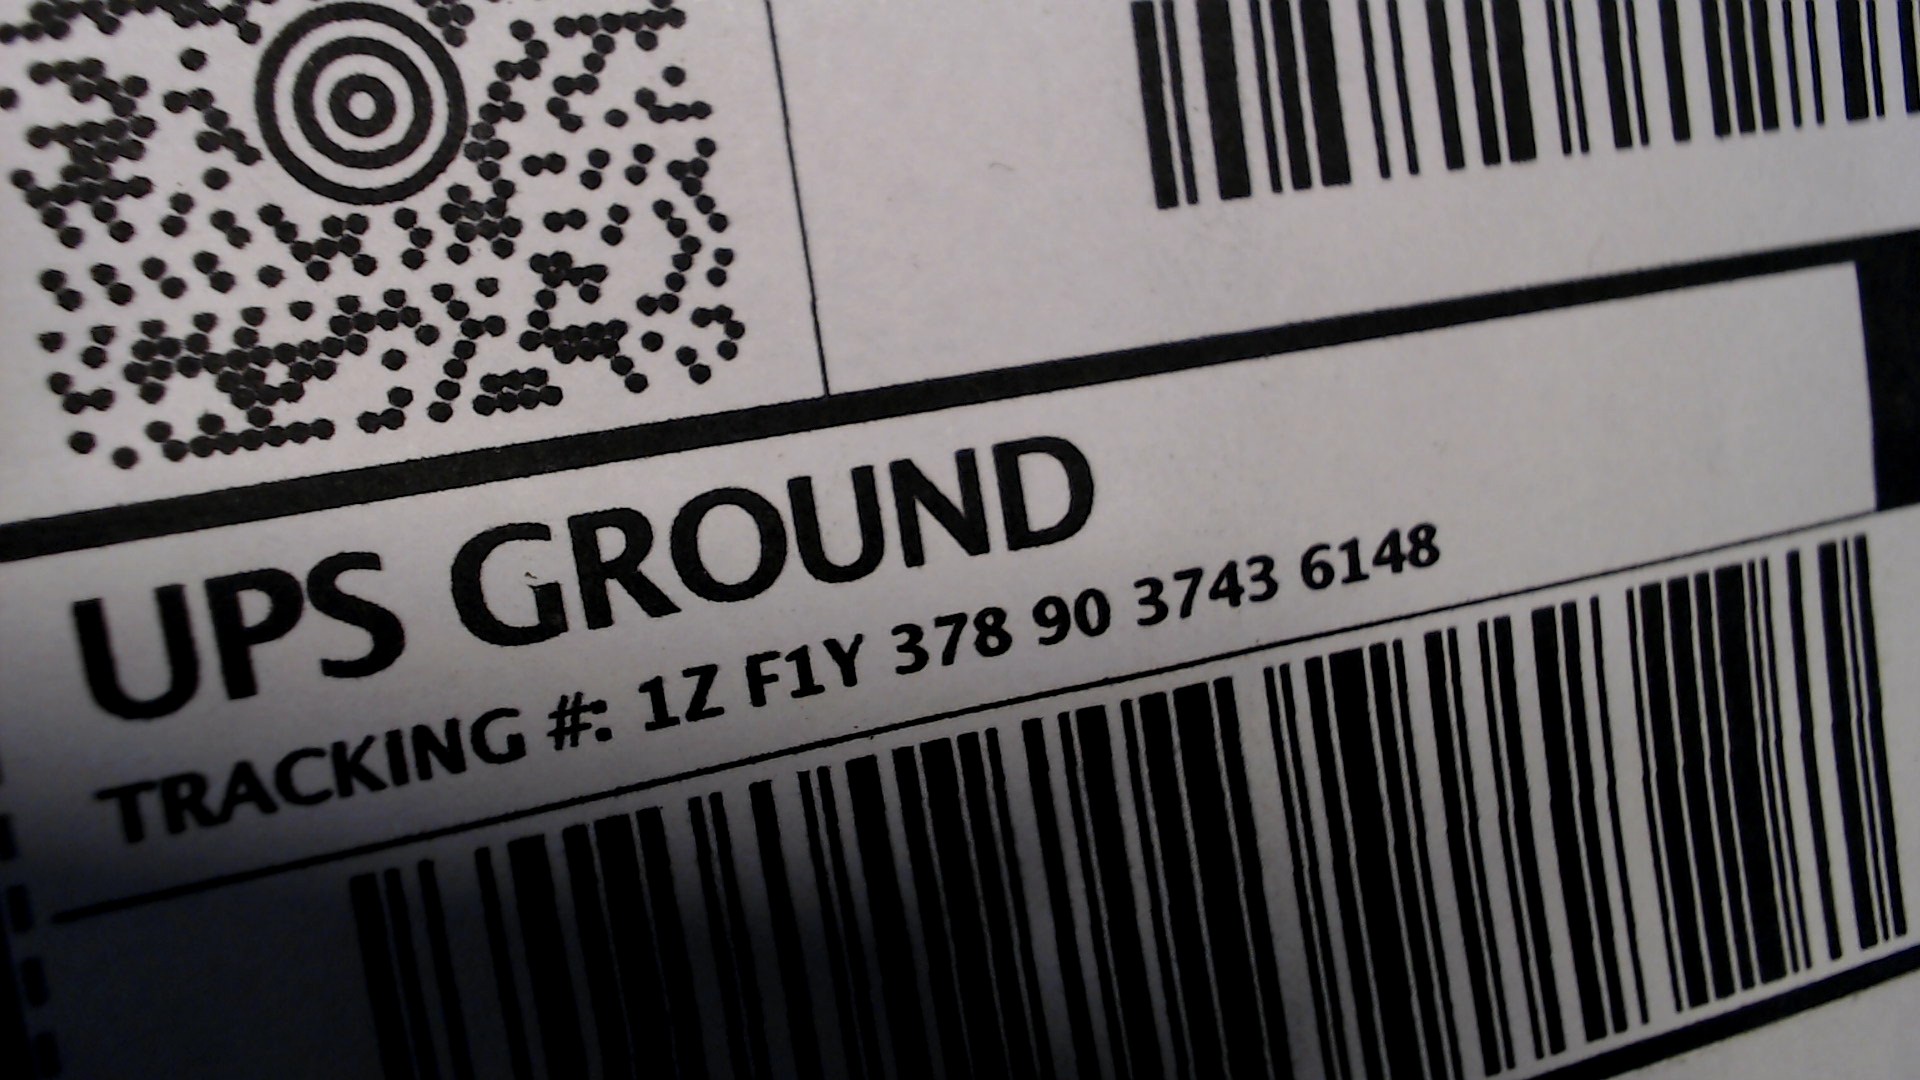 UPS GROUND
TRACKING #: 1Z F1Y 378 90 3743 6148